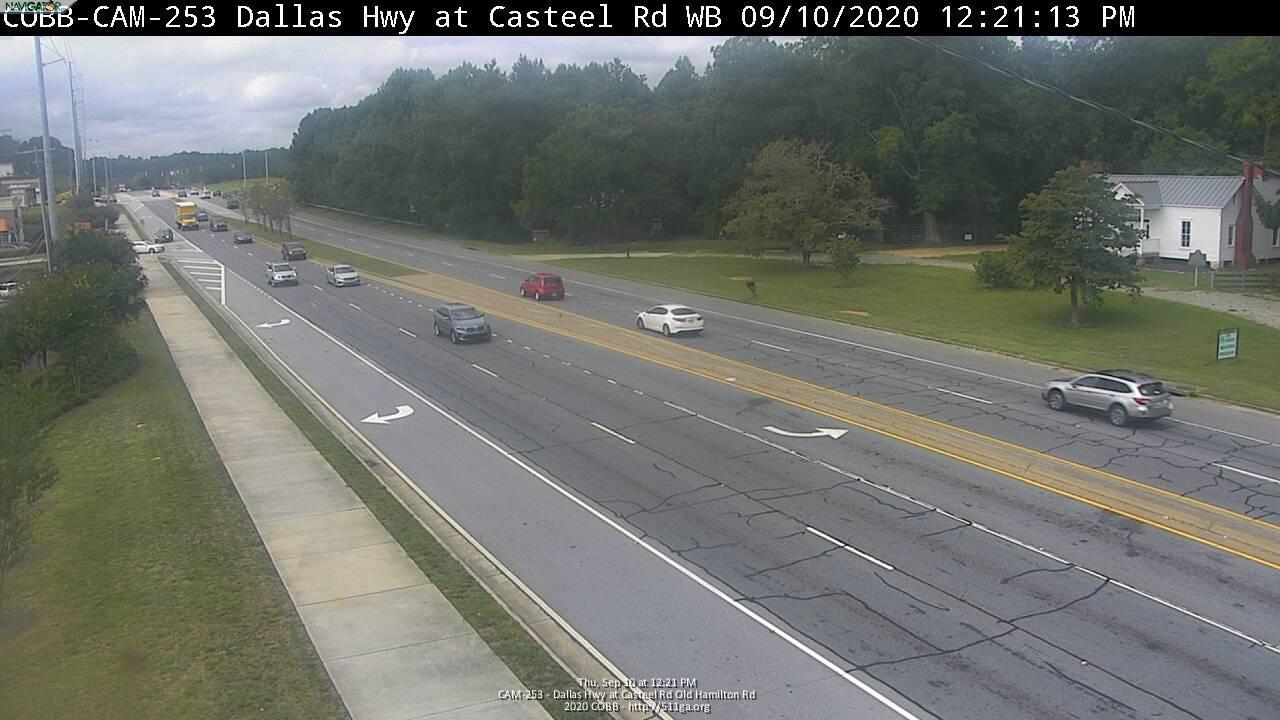 NAVIGATOR
COBB-CAM-253 Dallas Hwy at Casteel Rd WB 09/10/2020 12:21:13 PM
Thu, Sep 10 at 12:21 PM
CAM-253 - Dallas Hwy at Casteel Rd Old Hamilton Rd
2020 COBB - http://511ga.org